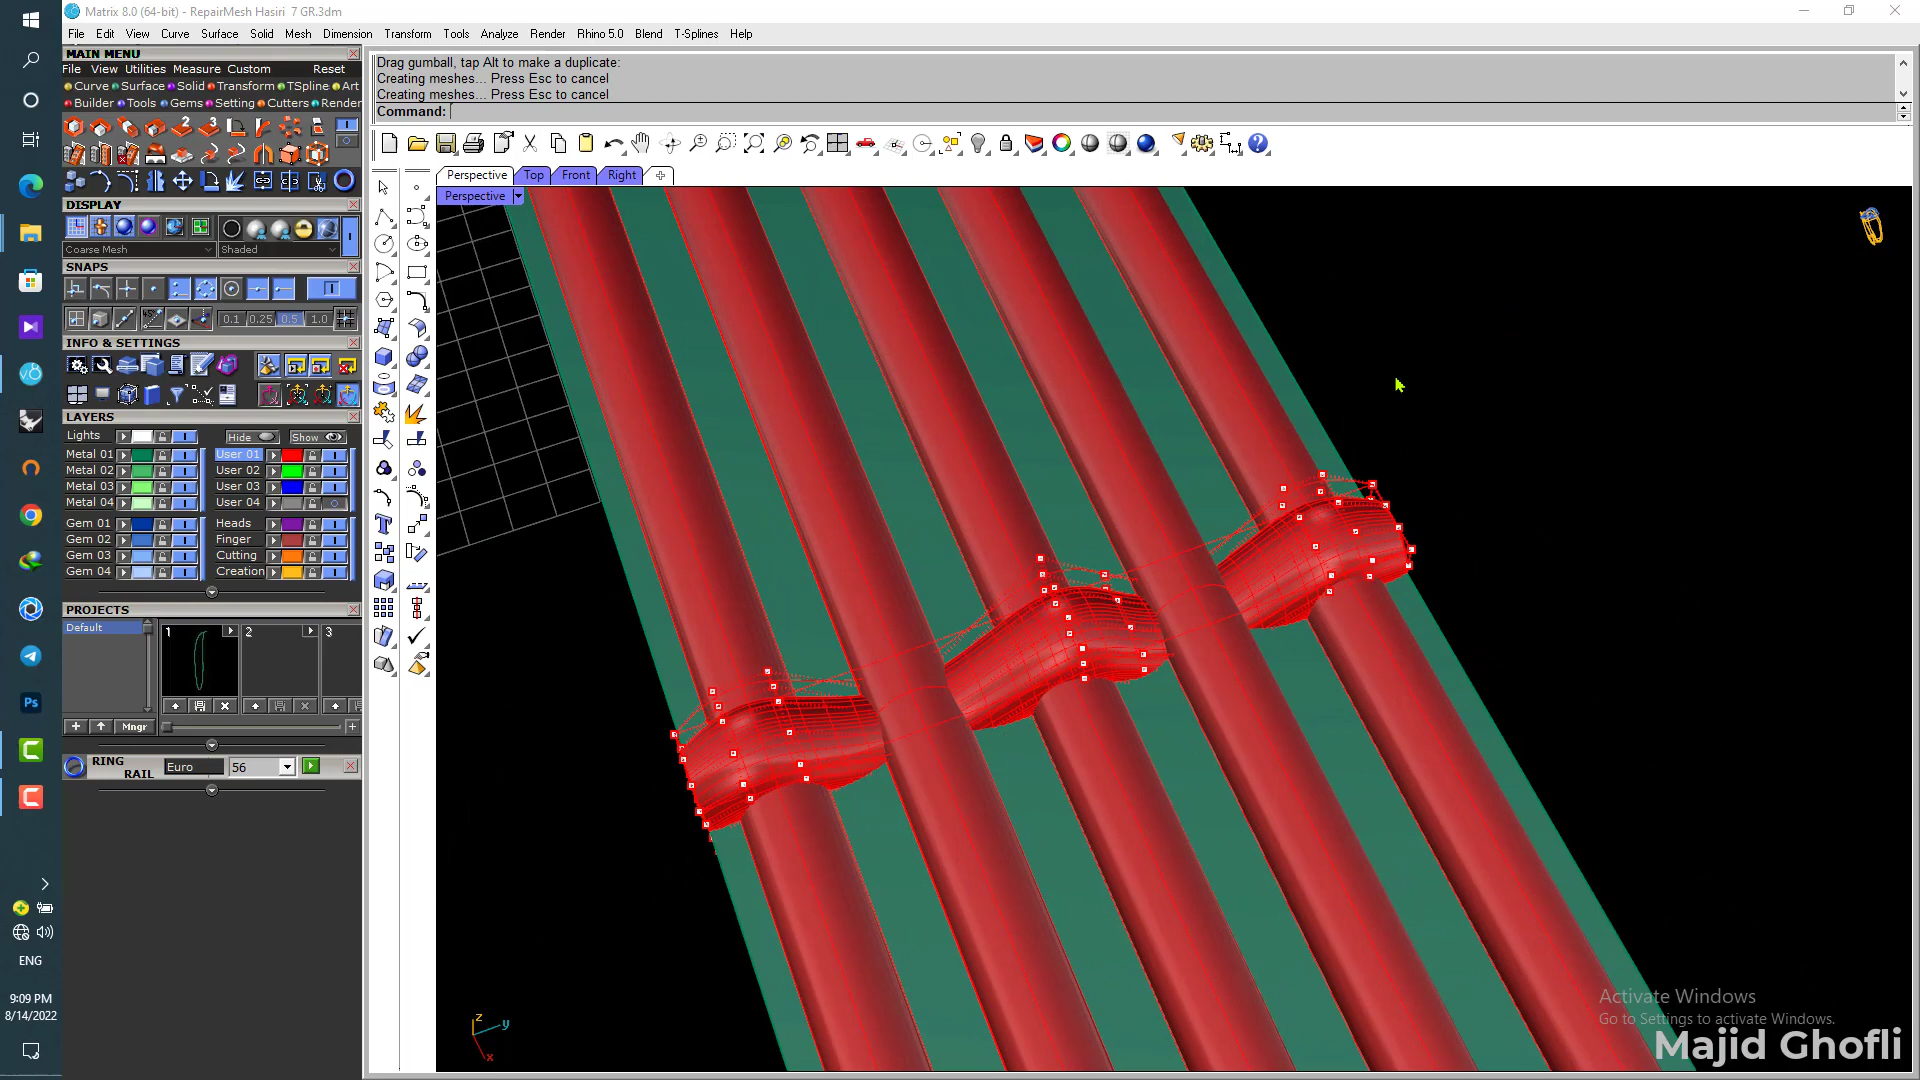 Matrix 8.0 (64-bit) - RepairMesh Hasiri  7 GR.3dm
File Edit View Curve Surface Solid Mesh Dimension Transform Tools Analyze Render Rhino 5.0 Blend T-Splines Help
MAIN MENU
File View Utilities Measure Custom Reset
Curve Surface Solid Transform TSpline Art
Builder Tools Gems Setting Cutters Render
Drag gumball, tap Alt to make a duplicate:
Creating meshes... Press Esc to cancel
Creating meshes... Press Esc to cancel
Command:
Perspective Top Front Right
Perspective
DISPLAY
Coarse Mesh Shaded
SNAPS
0.1 0.25 0.5 1.0
INFO & SETTINGS
LAYERS
Lights Hide Show
Metal 01 User 01
Metal 02 User 02
Metal 03 User 03
Metal 04 User 04
Gem 01 Heads
Gem 02 Finger
Gem 03 Cutting
Gem 04 Creation
PROJECTS
Default 1 2 3
Mngr
RING RAIL Euro 56
Ps
ENG
9:09 PM
8/14/2022
z
y
x
Activate Windows
Go to Settings to activate Windows.
Majid Ghofli